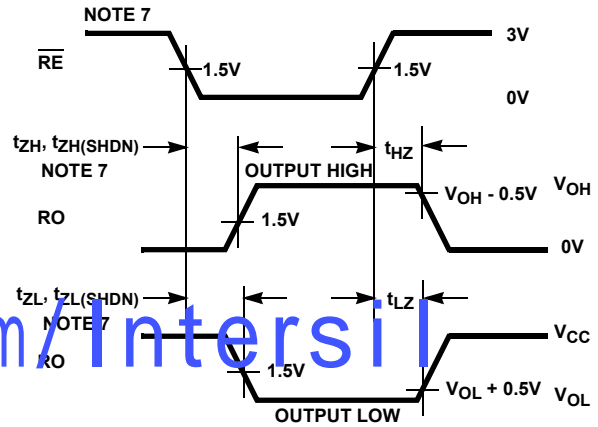 NOTE 7
3V
RE
1.5V
1.5V
0V
tZH, tZH(SHDN)
tHZ
NOTE 7
OUTPUT HIGH
VOH - 0.5V
VOH
RO
1.5V
0V
tZL, tZL(SHDN)
tLZ
NOTE 7
m/Intersil
VCC
RO
1.5V
VOL + 0.5V
VOL
OUTPUT LOW